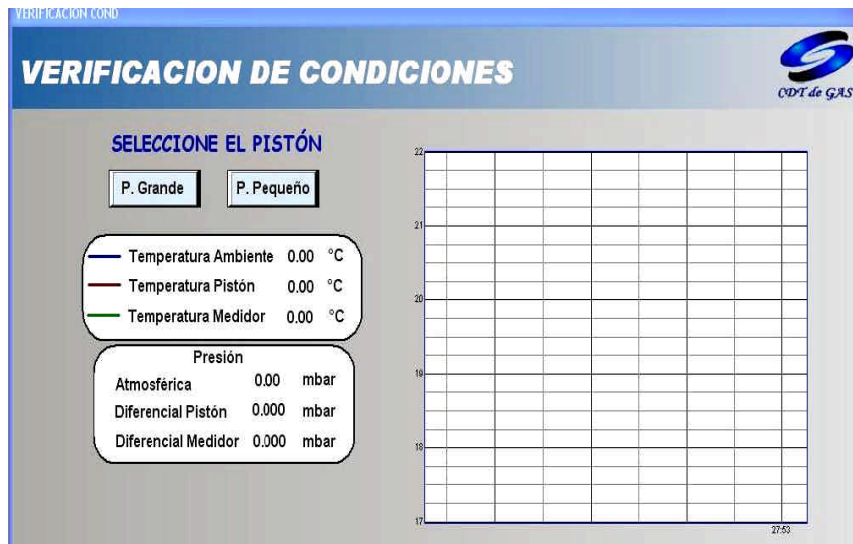 VERIFICACION COND
VERIFICACION DE CONDICIONES
CDT de GAS
SELECCIONE EL PISTÓN
P. Grande
P. Pequeño
Temperatura Ambiente 0.00 °C
Temperatura Pistón 0.00 °C
Temperatura Medidor 0.00 °C
Presión
Atmosférica 0.00 mbar
Diferencial Pistón 0.000 mbar
Diferencial Medidor 0.000 mbar
22
21
20
19
18
17
27:53